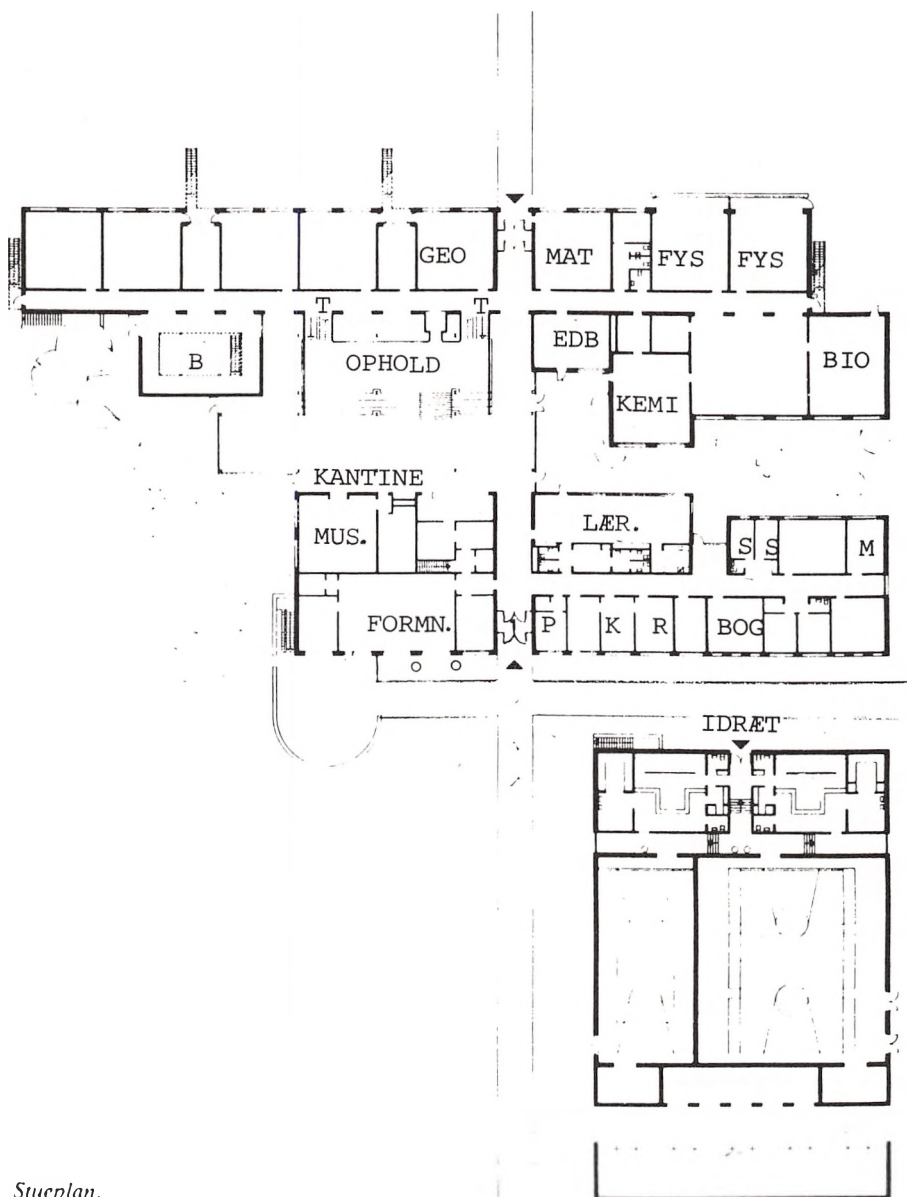 GEO
MAT
FYS
FYS
T
T
B
OPHOLD
EDB
BIO
KEMI
KANTINE
MUS.
LÆR.
S
S
M
FORMN.
P
K
R
BOG
IDRÆT
Stueplan.